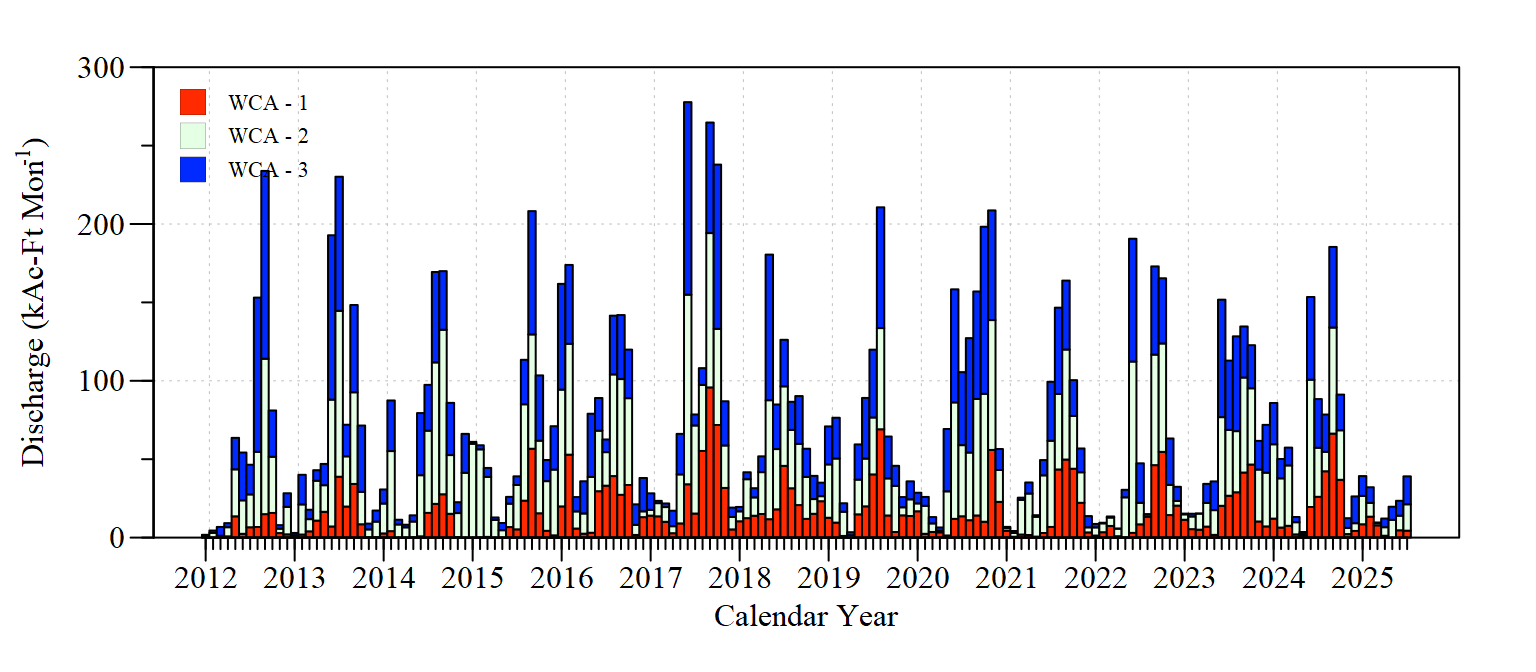 300
200
100
0
Discharge (kAc-Ft Mon-1)
WCA - 1
WCA - 2
WCA - 3
2012 2013 2014 2015 2016 2017 2018 2019 2020 2021 2022 2023 2024 2025
Calendar Year